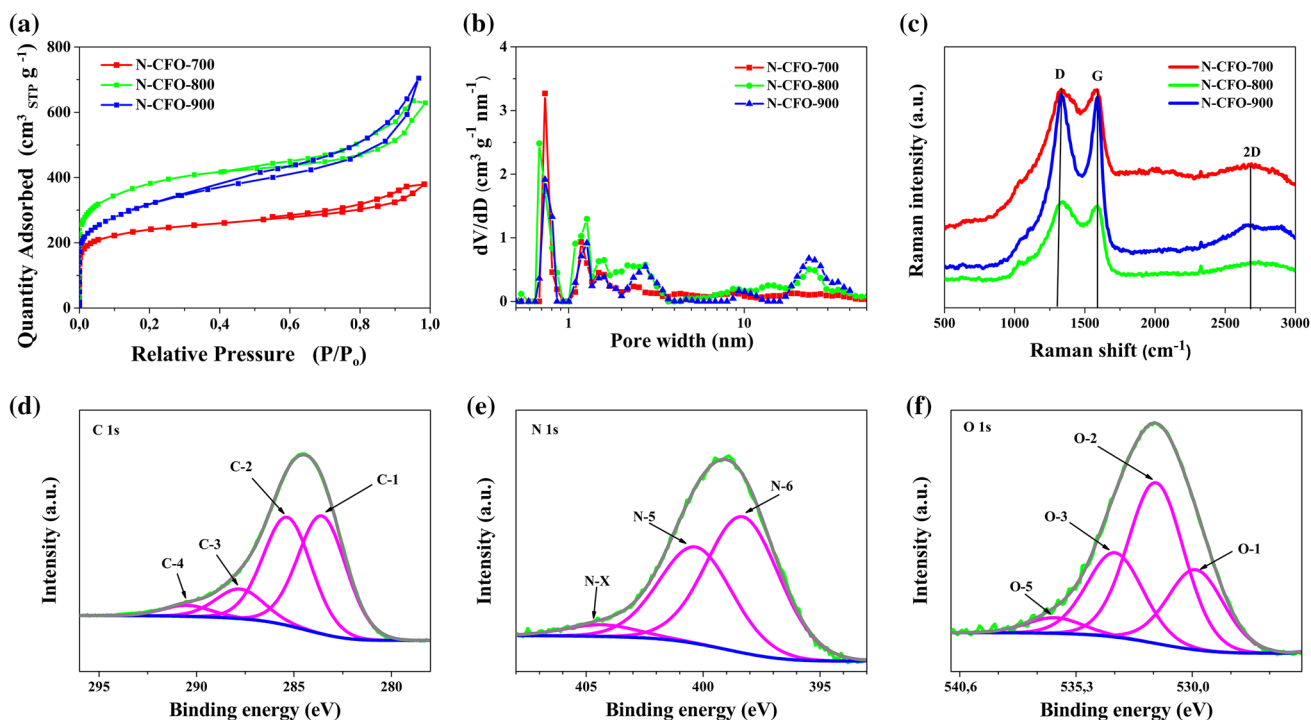 (a)
Quantity Adsorbed (cm³ STP g⁻¹)
800
600
400
200
0
N-CFO-700
N-CFO-800
N-CFO-900
0,0
0,2
0,4
0,6
0,8
1,0
Relative Pressure (P/Po)
(b)
dV/dD (cm³ g⁻¹ nm⁻¹)
4
3
2
1
0
N-CFO-700
N-CFO-800
N-CFO-900
1
10
Pore width (nm)
(c)
Raman intensity (a.u.)
D
G
2D
N-CFO-700
N-CFO-800
N-CFO-900
500
1000
1500
2000
2500
3000
Raman shift (cm⁻¹)
(d)
Intensity (a.u.)
C 1s
C-4
C-3
C-2
C-1
295
290
285
280
Binding energy (eV)
(e)
Intensity (a.u.)
N 1s
N-X
N-5
N-6
405
399
393
Binding energy (eV)
(f)
Intensity (a.u.)
O 1s
O-5
O-3
O-2
O-1
540,6
535,3
530,0
Binding energy (eV)